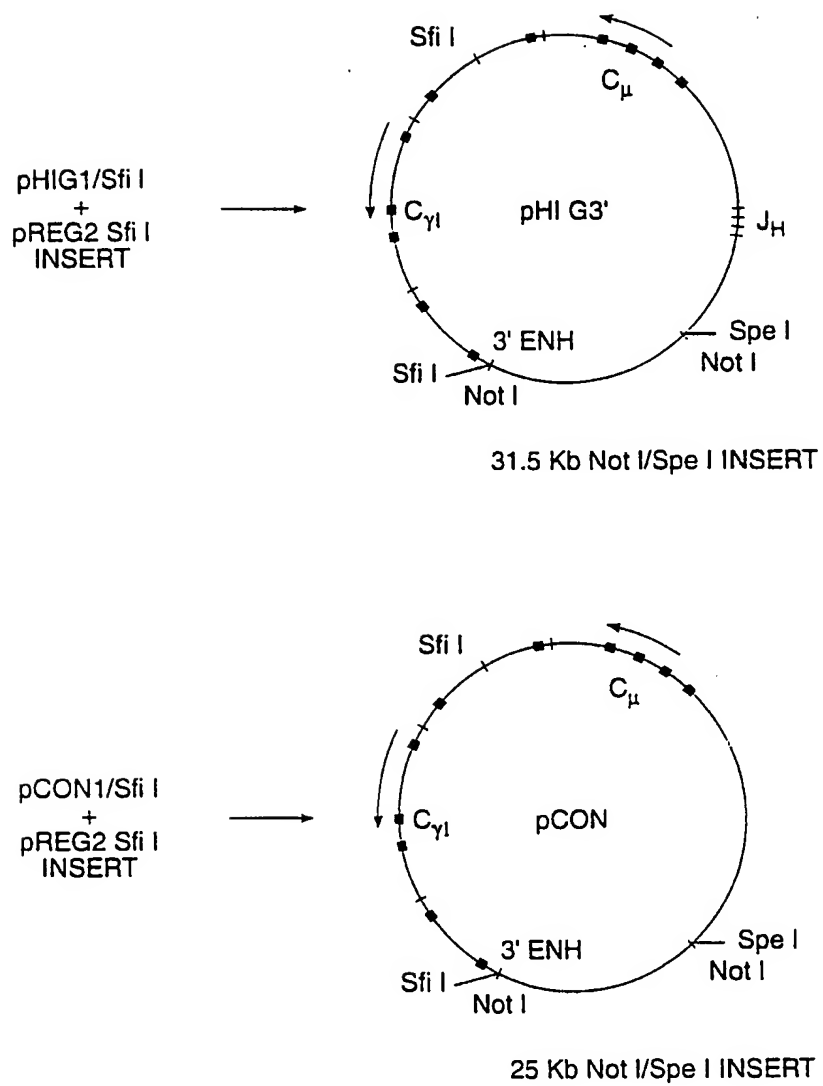 Sfi I
Cμ
pHIG1/Sfi I
+
pREG2 Sfi I
INSERT
CγI
pHI G3'
JH
3' ENH
Spe I
Sfi I
Not I
Not I
31.5 Kb Not I/Spe I INSERT
Sfi I
Cμ
pCON1/Sfi I
+
pREG2 Sfi I
INSERT
CγI
pCON
3' ENH
Spe I
Sfi I
Not I
Not I
25 Kb Not I/Spe I INSERT